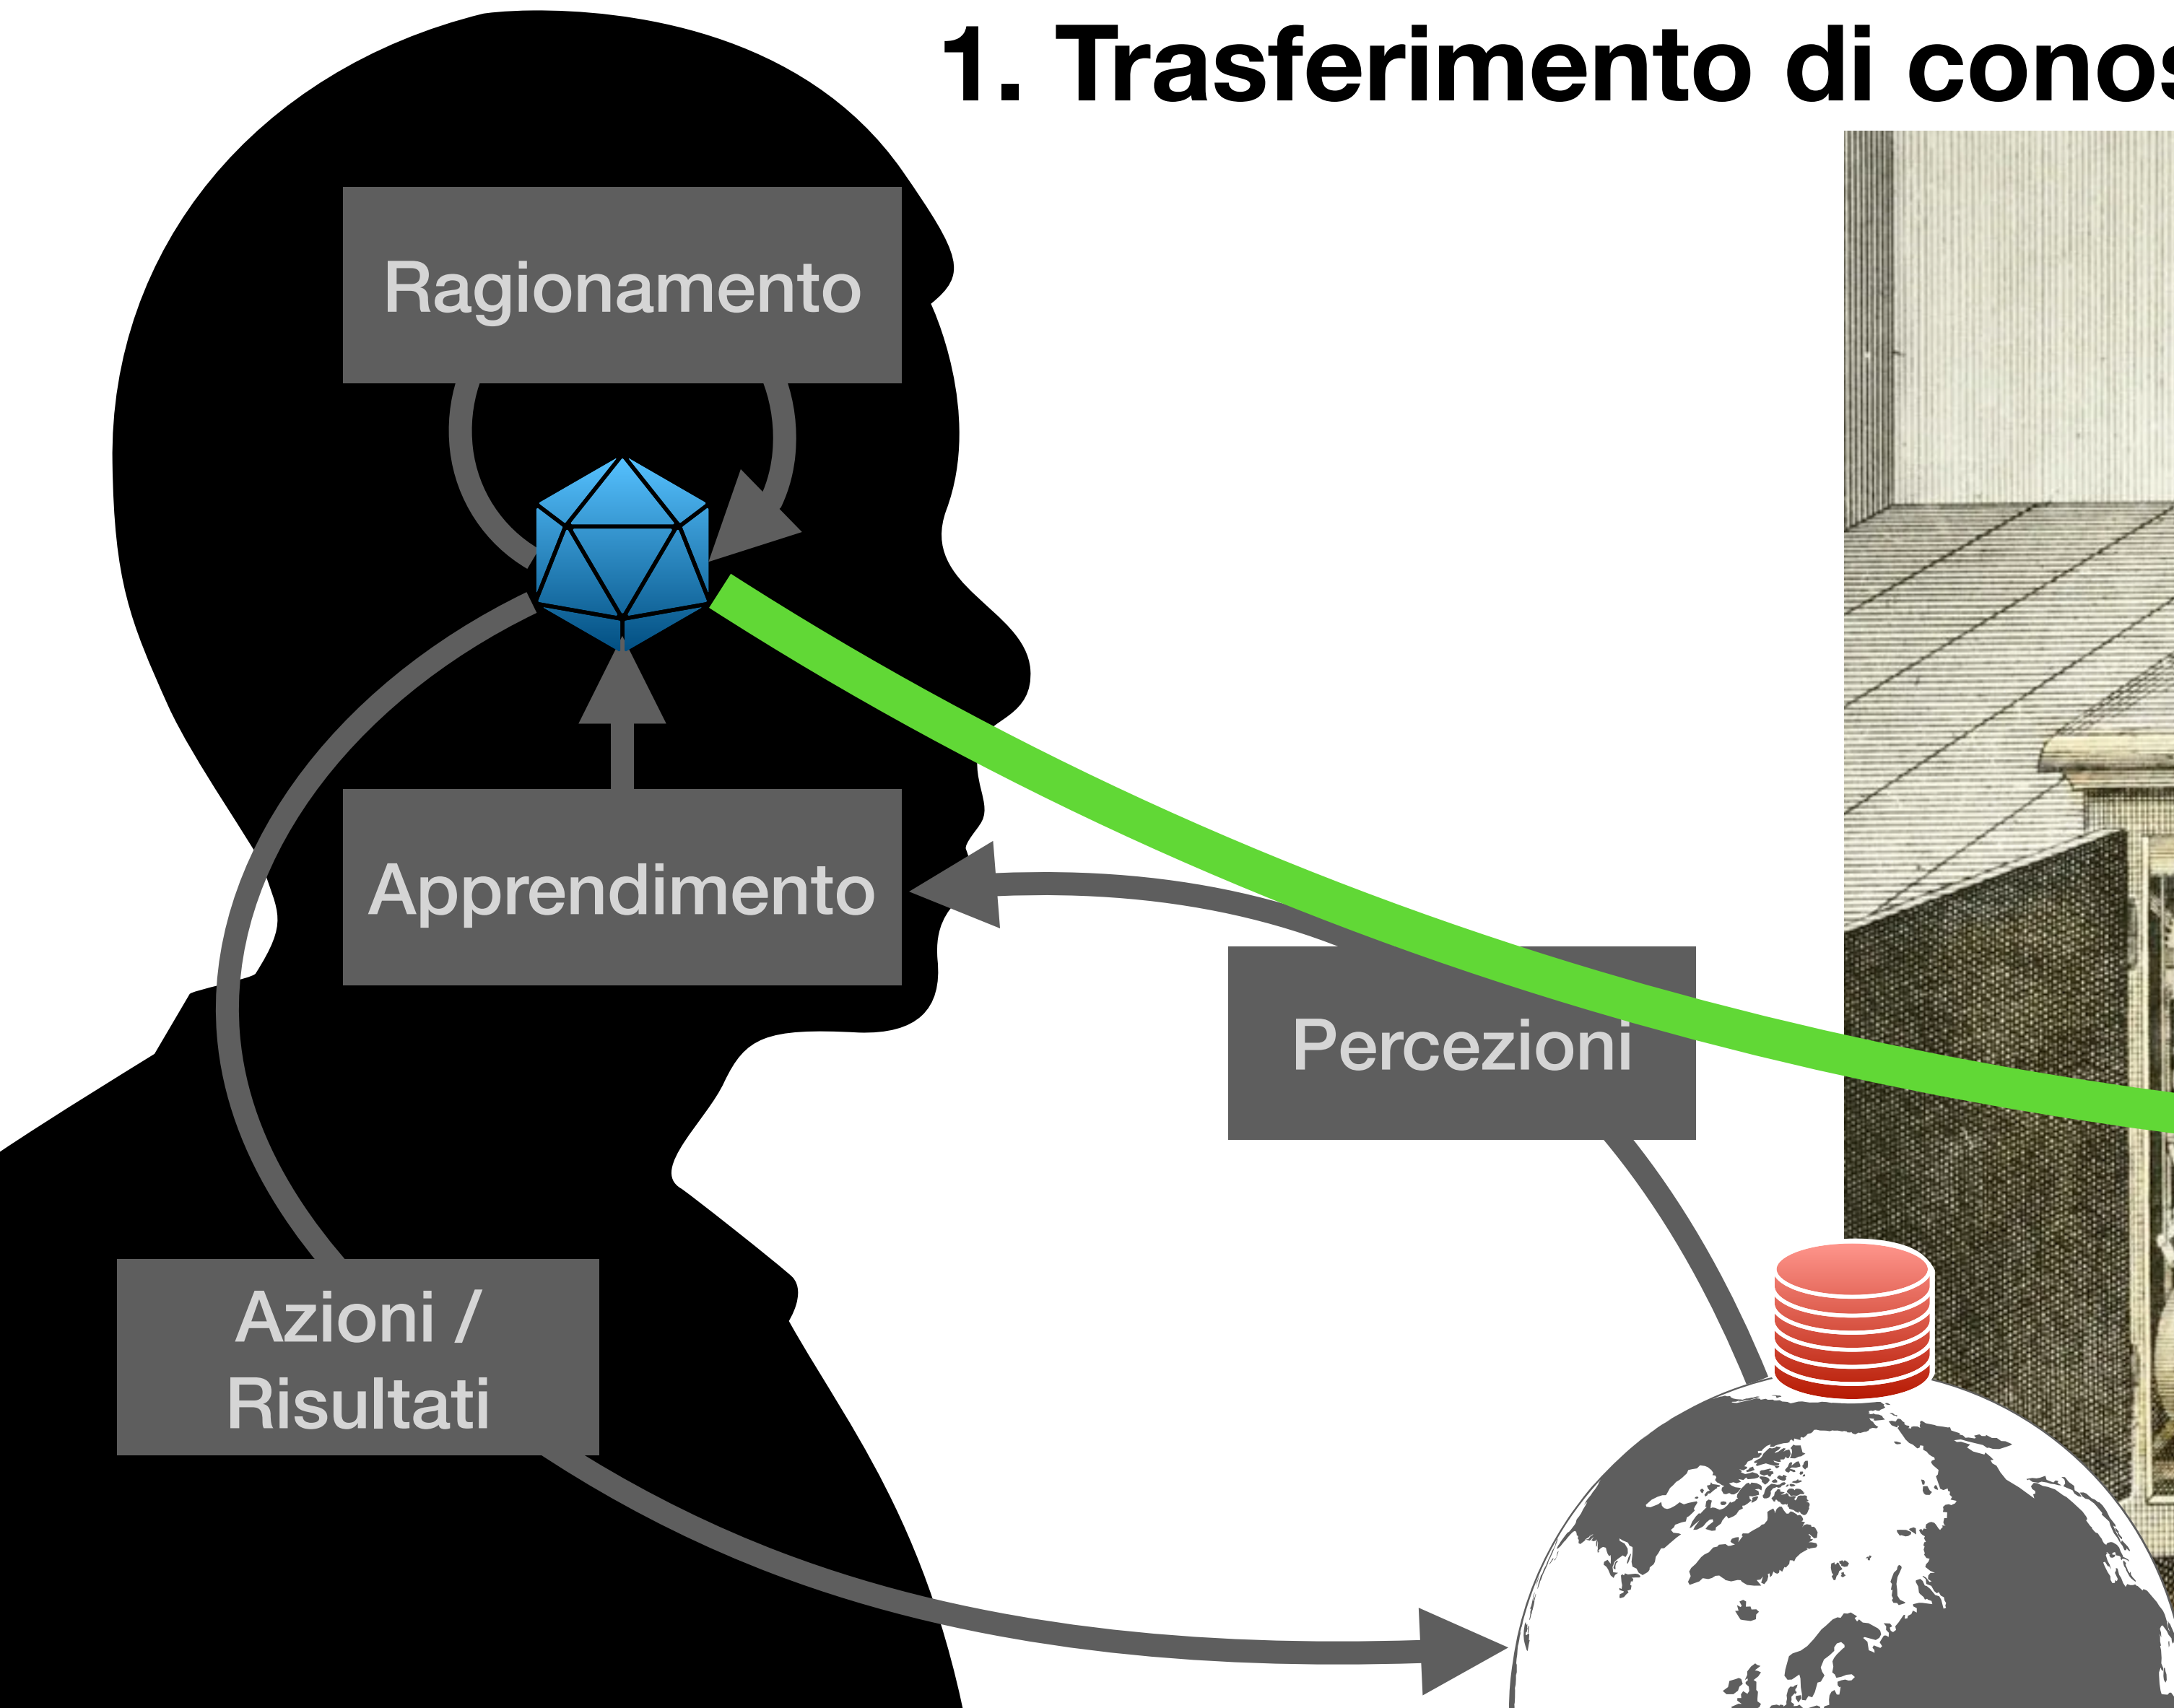 1. Trasferimento di conos
Ragionamento
Apprendimento
Percezioni
Azioni /
Risultati